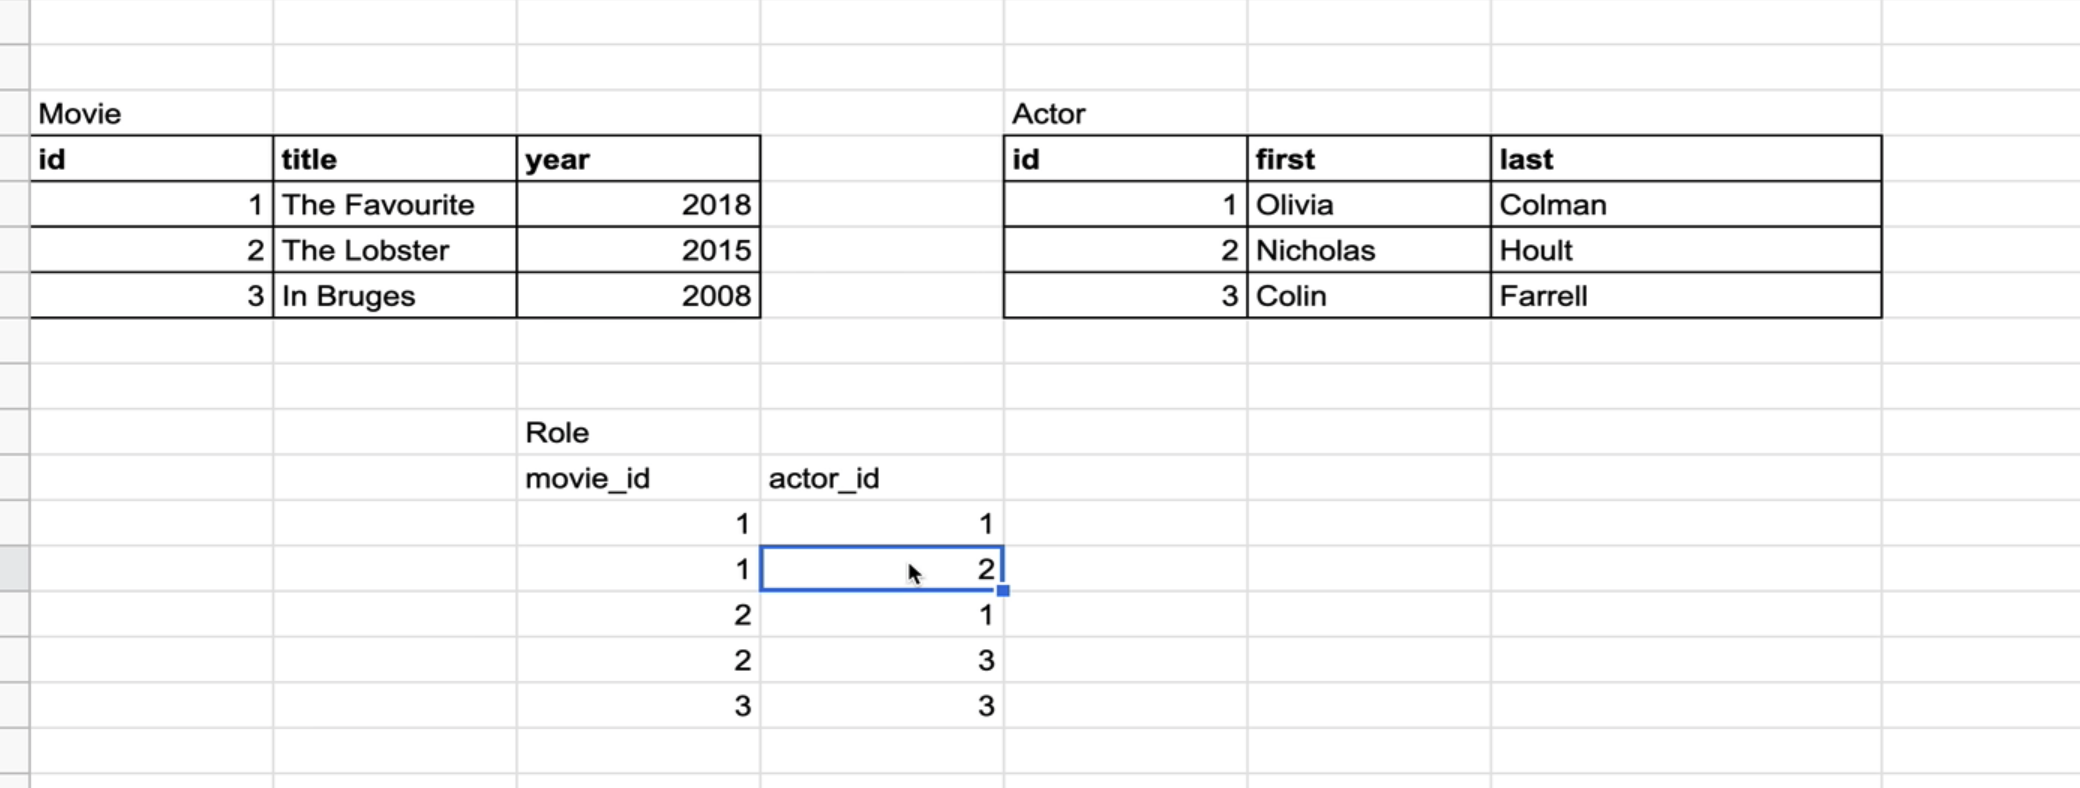 Movie Actor
id title year id first last
1 The Favourite 2018 1 Olivia Colman
2 The Lobster 2015 2 Nicholas Hoult
3 In Bruges 2008 3 Colin Farrell
Role
movie_id actor_id
1 1
1 2
2 1
2 3
3 3